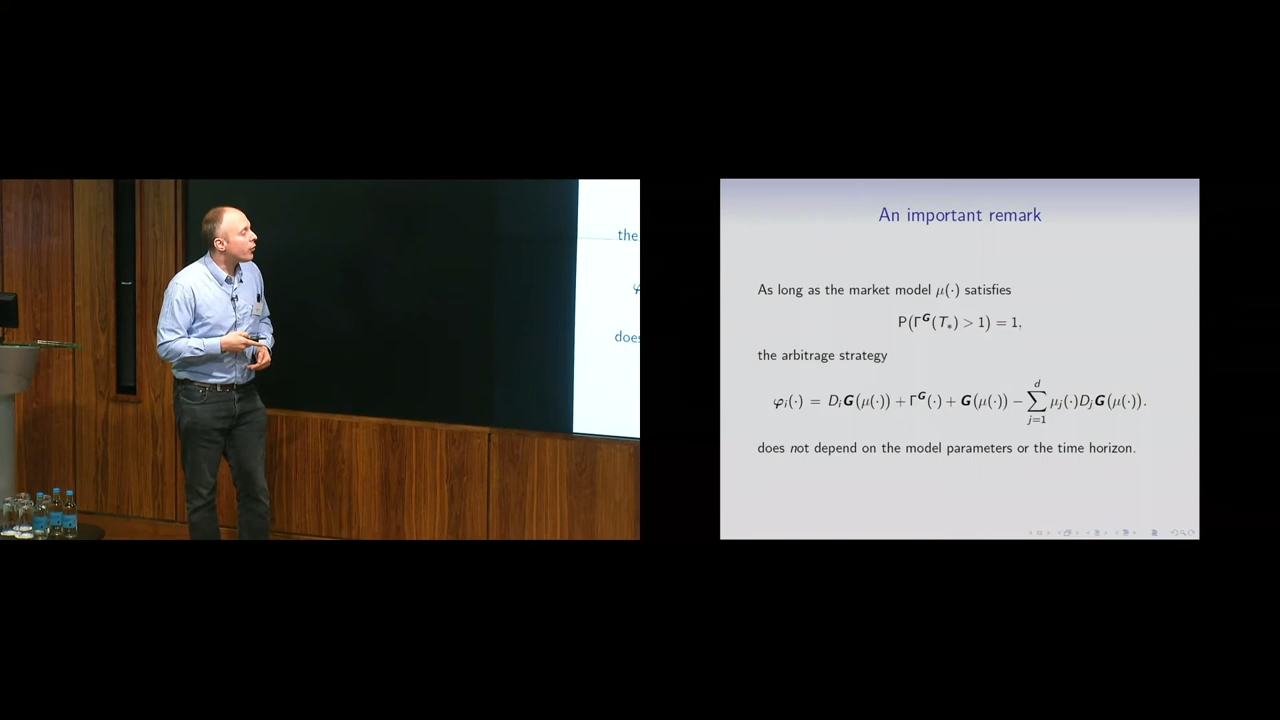 the
does
An important remark
As long as the market model μ(·) satisfies
P(Γ^G(T_*) > 1) = 1,
the arbitrage strategy
φ_i(·) = D_i G(μ(·)) + Γ^G(·) + G(μ(·)) − ∑_{j=1}^{d} μ_j(·)D_j G(μ(·)).
does not depend on the model parameters or the time horizon.